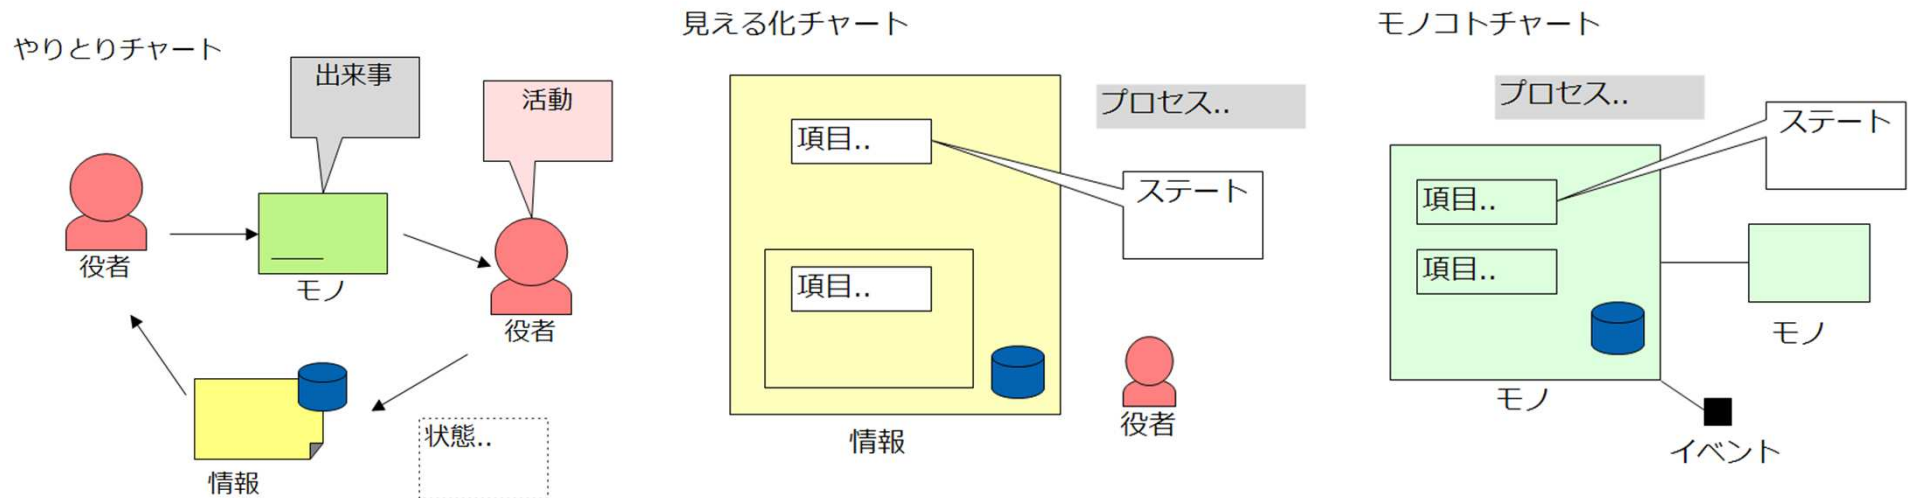 やりとりチャート
出来事
活動
役者
モノ
役者
情報
状態..
見える化チャート
項目..
プロセス..
ステート
項目..
情報
役者
モノコトチャート
プロセス..
ステート
項目..
項目..
モノ
モノ
イベント